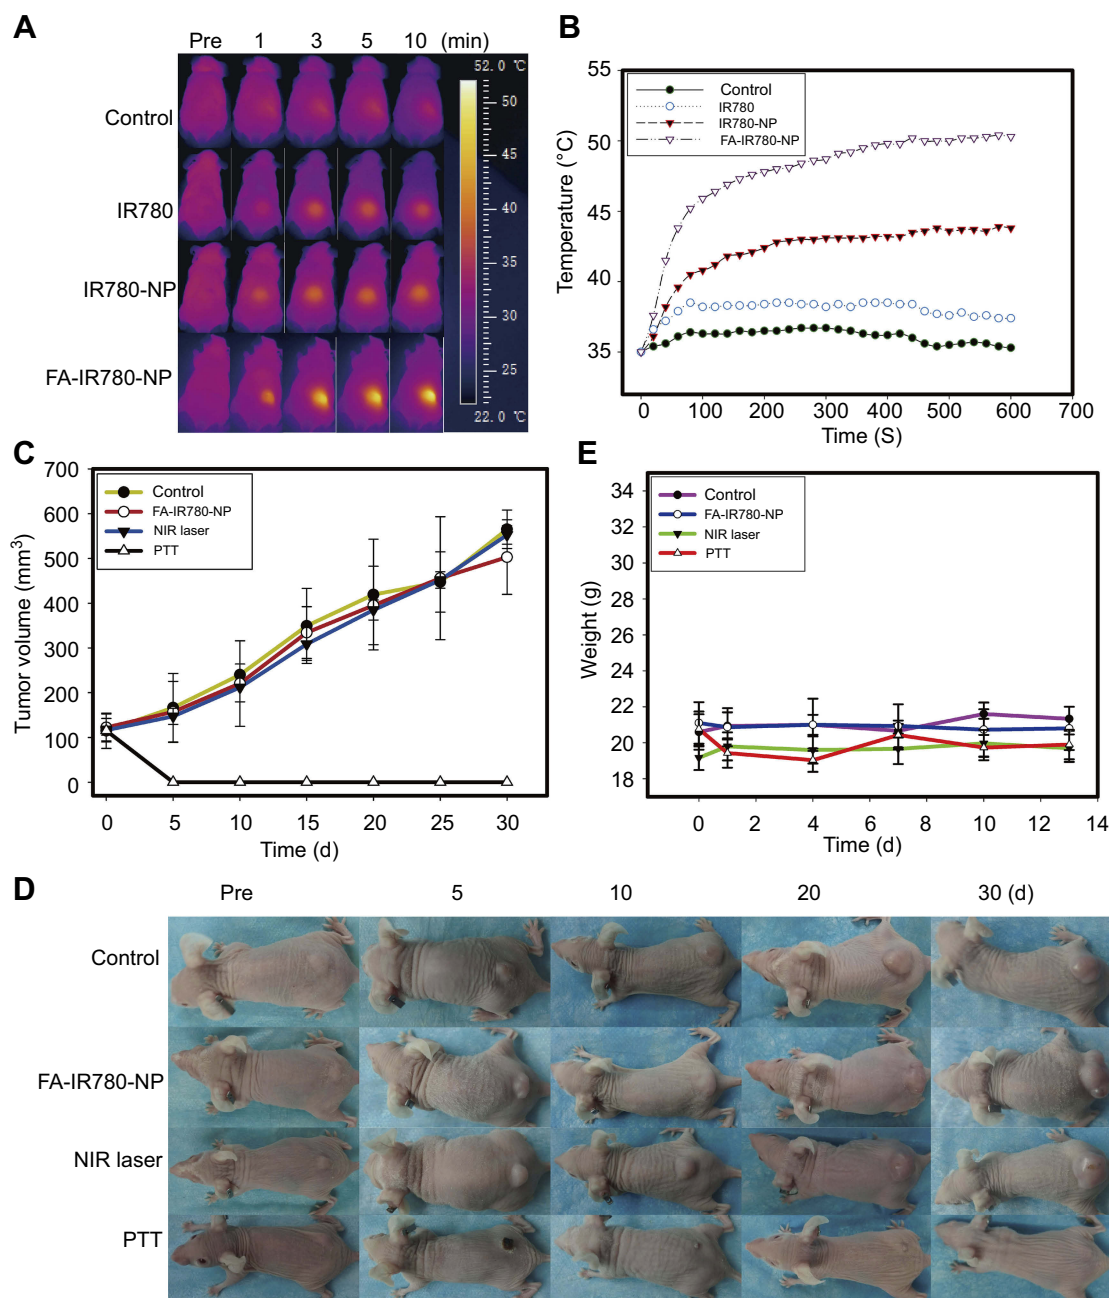 A
Pre 1 3 5 10 (min)
Control
IR780
IR780-NP
FA-IR780-NP
52.0 ℃
50
45
40
35
30
25
22.0 ℃
B
55
50
45
40
35
Temperature (°C)
Control
IR780
IR780-NP
FA-IR780-NP
0 100 200 300 400 500 600 700
Time (S)
C
700
600
500
400
300
200
100
0
Tumor volume (mm³)
Control
FA-IR780-NP
NIR laser
PTT
0 5 10 15 20 25 30
Time (d)
E
34
32
30
28
26
24
22
20
18
Weight (g)
Control
FA-IR780-NP
NIR laser
PTT
0 2 4 6 8 10 12 14
Time (d)
D
Pre 5 10 20 30 (d)
Control
FA-IR780-NP
NIR laser
PTT